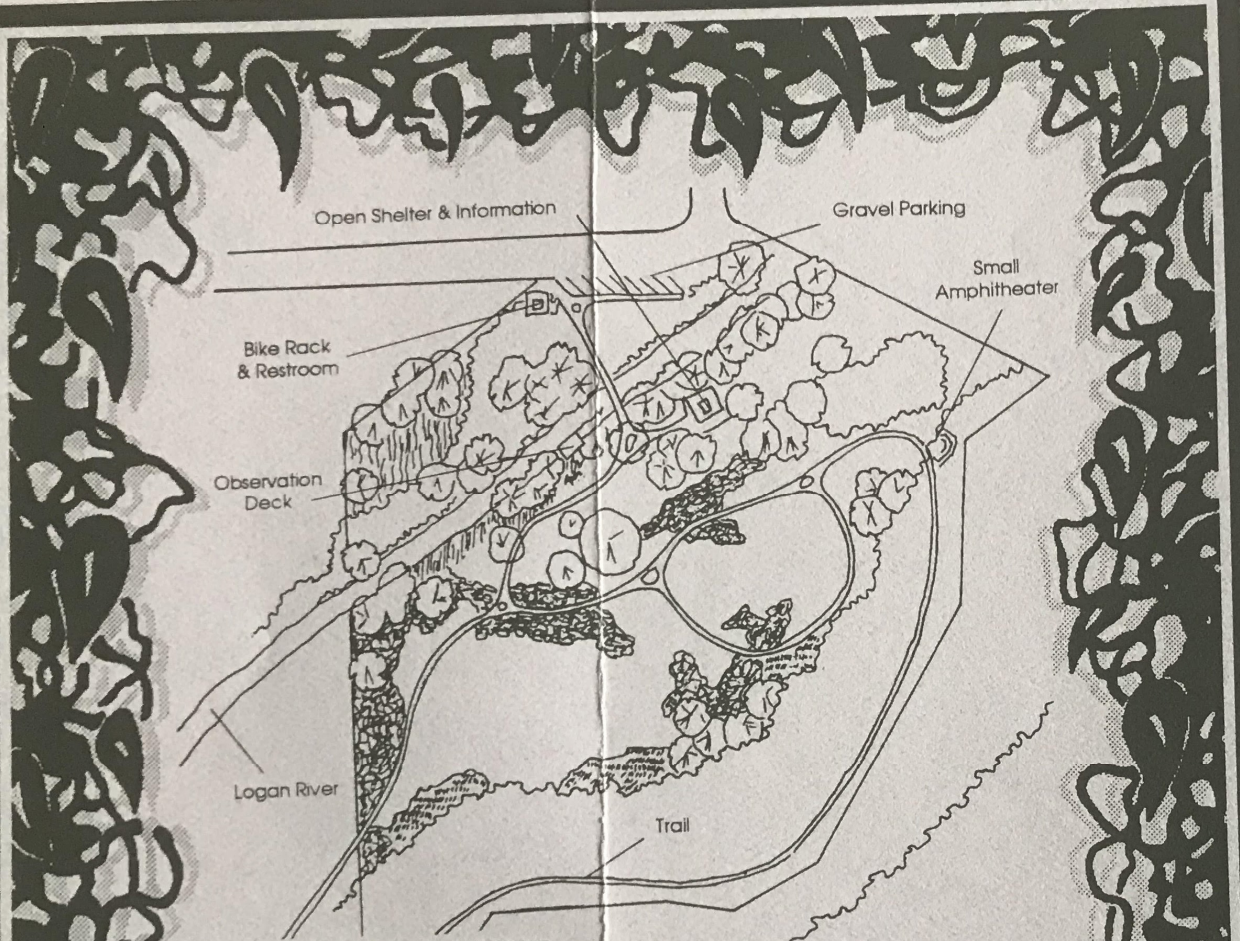 Open Shelter & Information
Gravel Parking
Small
Amphitheater
Bike Rack
& Restroom
Observation
Deck
Logan River
Trail